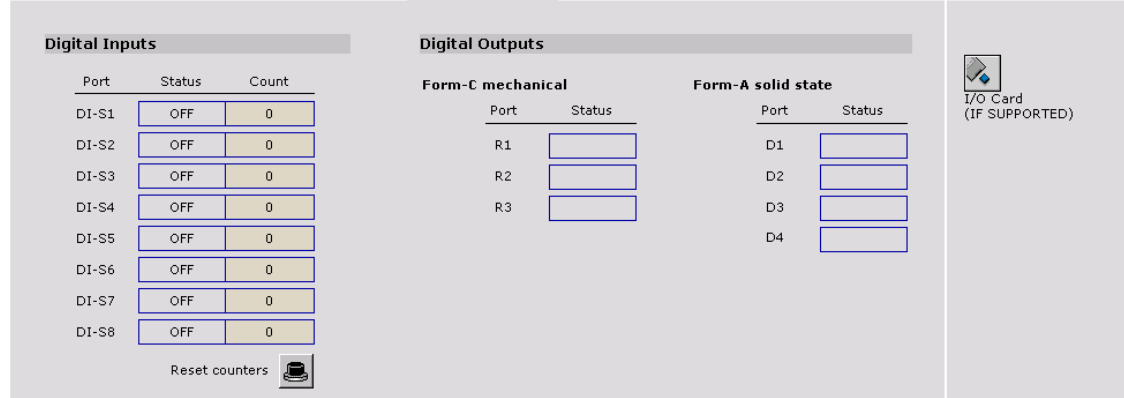 Digital Inputs
Port Status Count
DI-S1 OFF 0
DI-S2 OFF 0
DI-S3 OFF 0
DI-S4 OFF 0
DI-S5 OFF 0
DI-S6 OFF 0
DI-S7 OFF 0
DI-S8 OFF 0
Reset counters
Digital Outputs
Form-C mechanical
Port Status
R1
R2
R3
Form-A solid state
Port Status
D1
D2
D3
D4
I/O Card
(IF SUPPORTED)